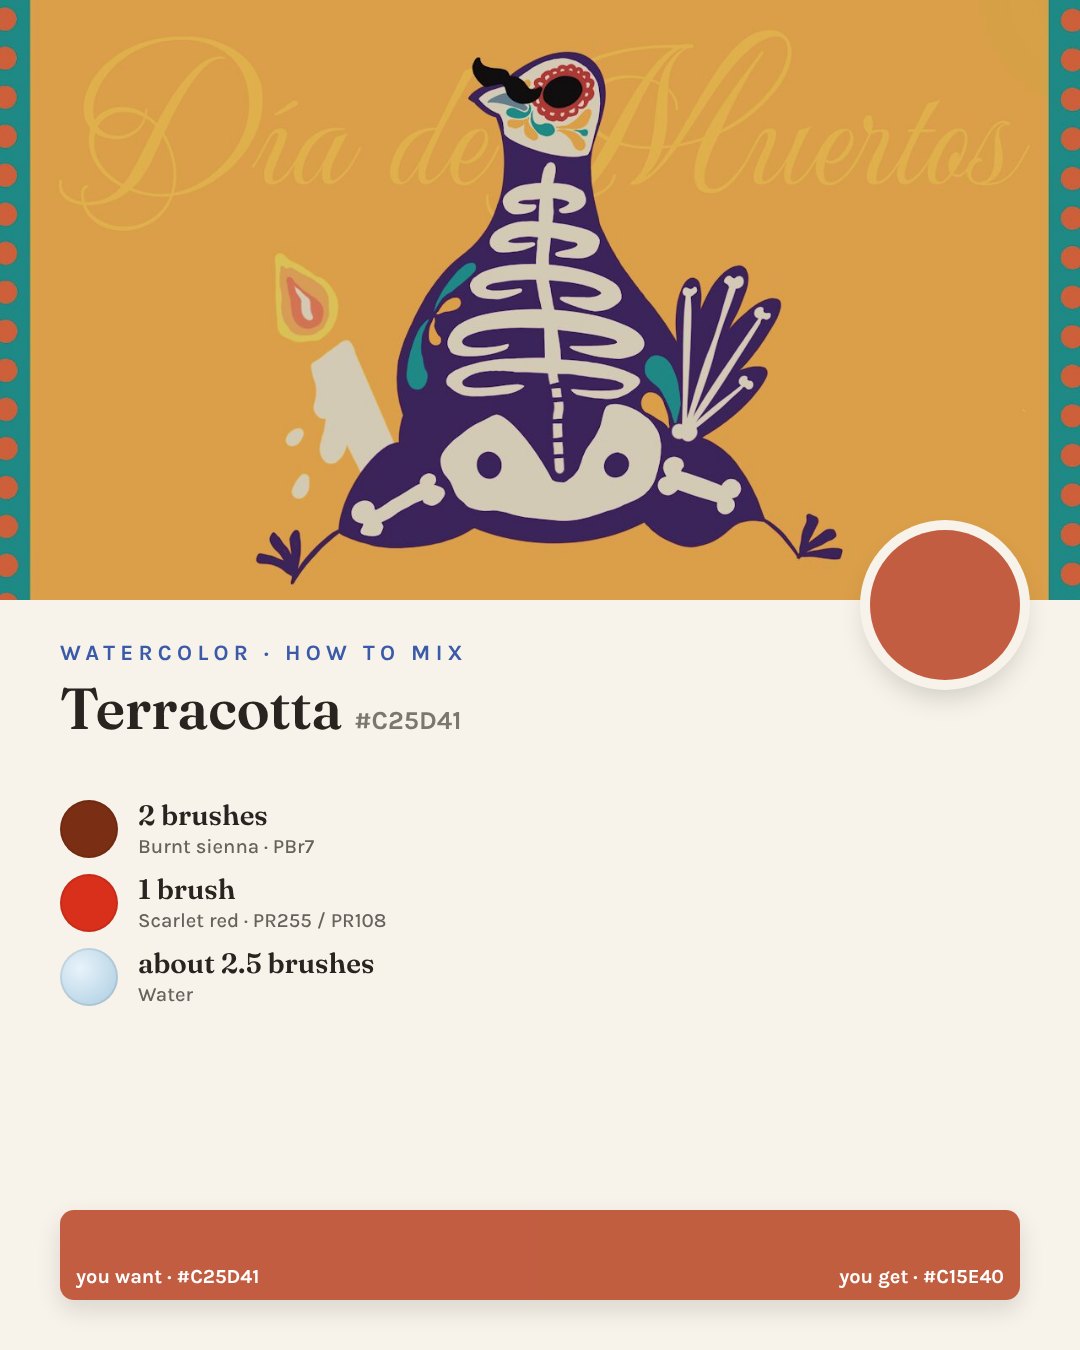 Día de Muertos
WATERCOLOR · HOW TO MIX
Terracotta #C25D41
2 brushes
Burnt sienna · PBr7
1 brush
Scarlet red · PR255 / PR108
about 2.5 brushes
Water
you want · #C25D41 you get · #C15E40